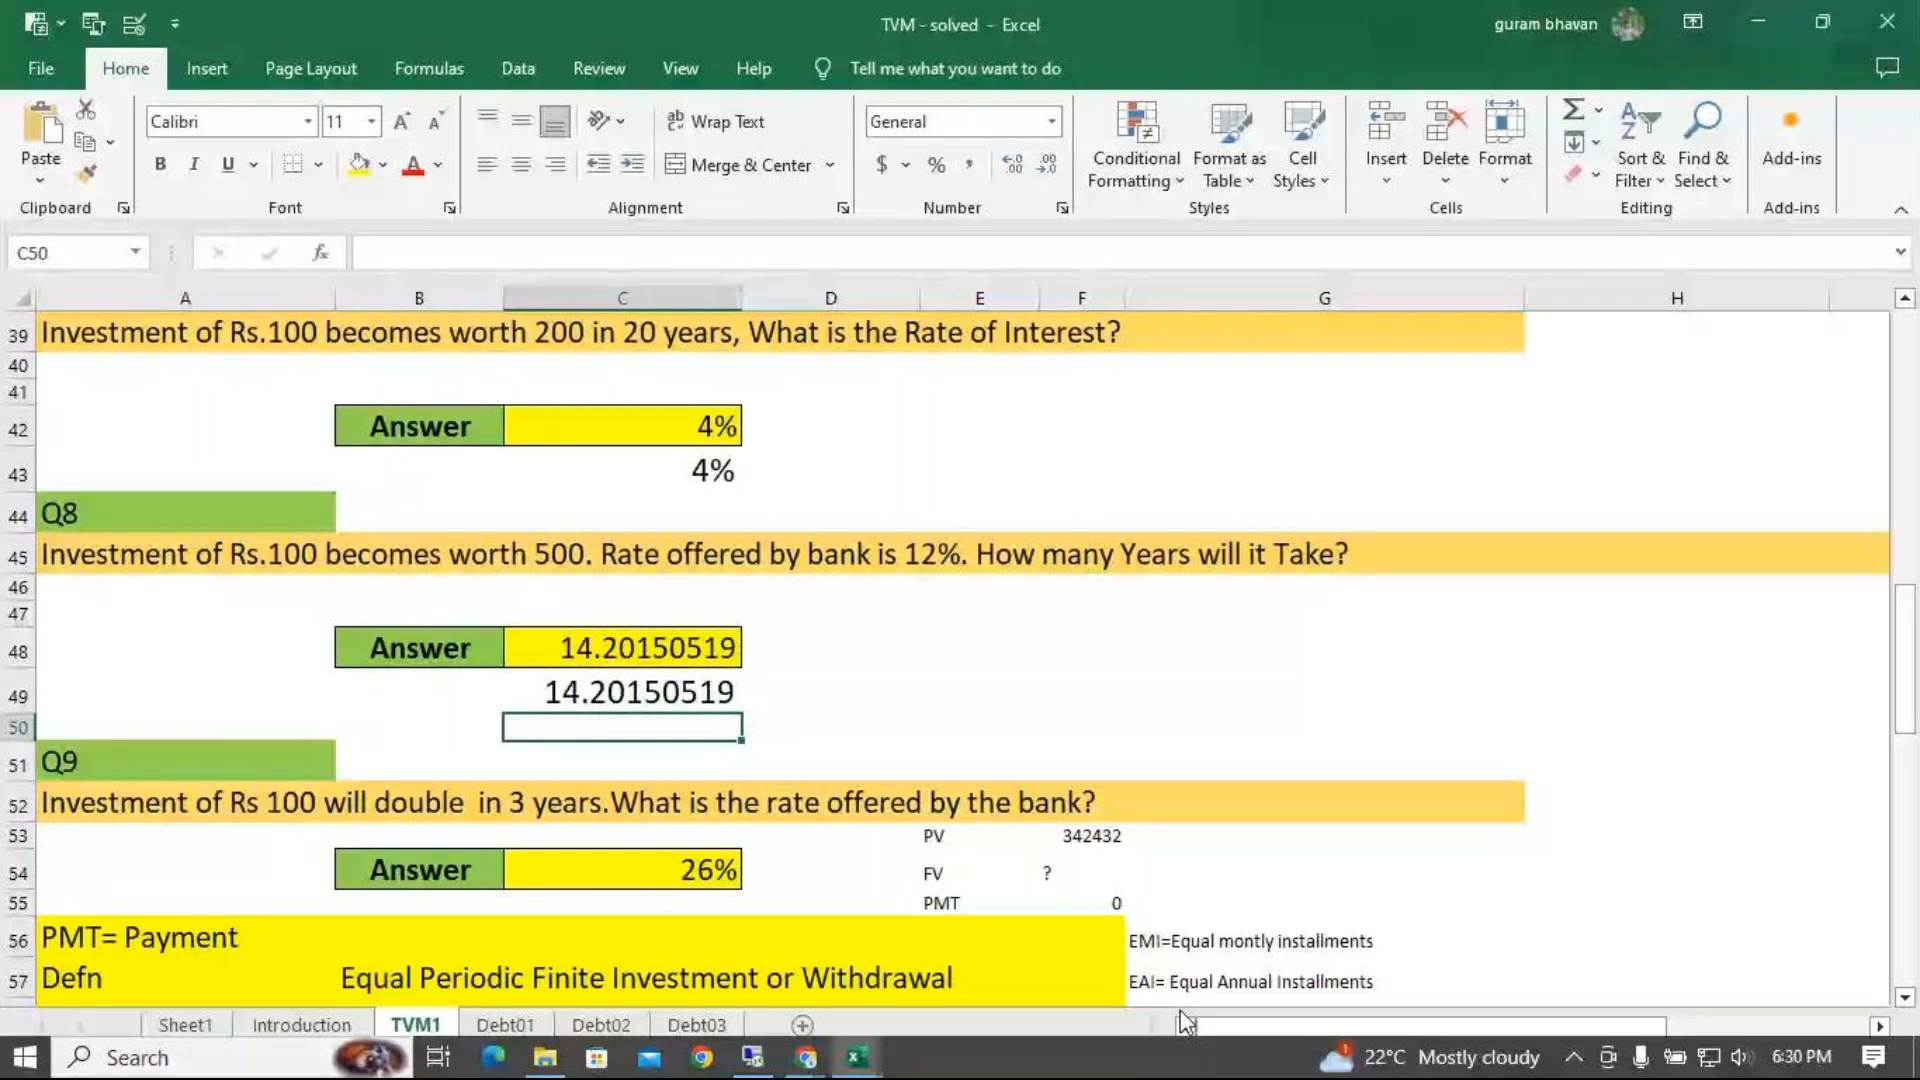 TVM - solved - Excel
guram bhavan
File Home Insert Page Layout Formulas Data Review View Help Tell me what you want to do
Paste
Clipboard
Calibri 11
B I U
Font
Wrap Text
Merge & Center
Alignment
General
$ % ,
Number
Conditional Formatting
Format as Table
Cell Styles
Styles
Insert Delete Format
Cells
Sort & Filter
Find & Select
Editing
Add-ins
Add-ins
C50 fx
A B C D E F G H
39 Investment of Rs.100 becomes worth 200 in 20 years, What is the Rate of Interest?
40
41
42 Answer 4%
43 4%
44 Q8
45 Investment of Rs.100 becomes worth 500. Rate offered by bank is 12%. How many Years will it Take?
46
47
48 Answer 14.20150519
49 14.20150519
50
51 Q9
52 Investment of Rs 100 will double in 3 years.What is the rate offered by the bank?
53 PV 342432
54 Answer 26% FV ?
55 PMT 0
56 PMT= Payment EMI=Equal montly installments
57 Defn Equal Periodic Finite Investment or Withdrawal EAI= Equal Annual Installments
Sheet1 Introduction TVM1 Debt01 Debt02 Debt03
Search 22°C Mostly cloudy 6:30 PM